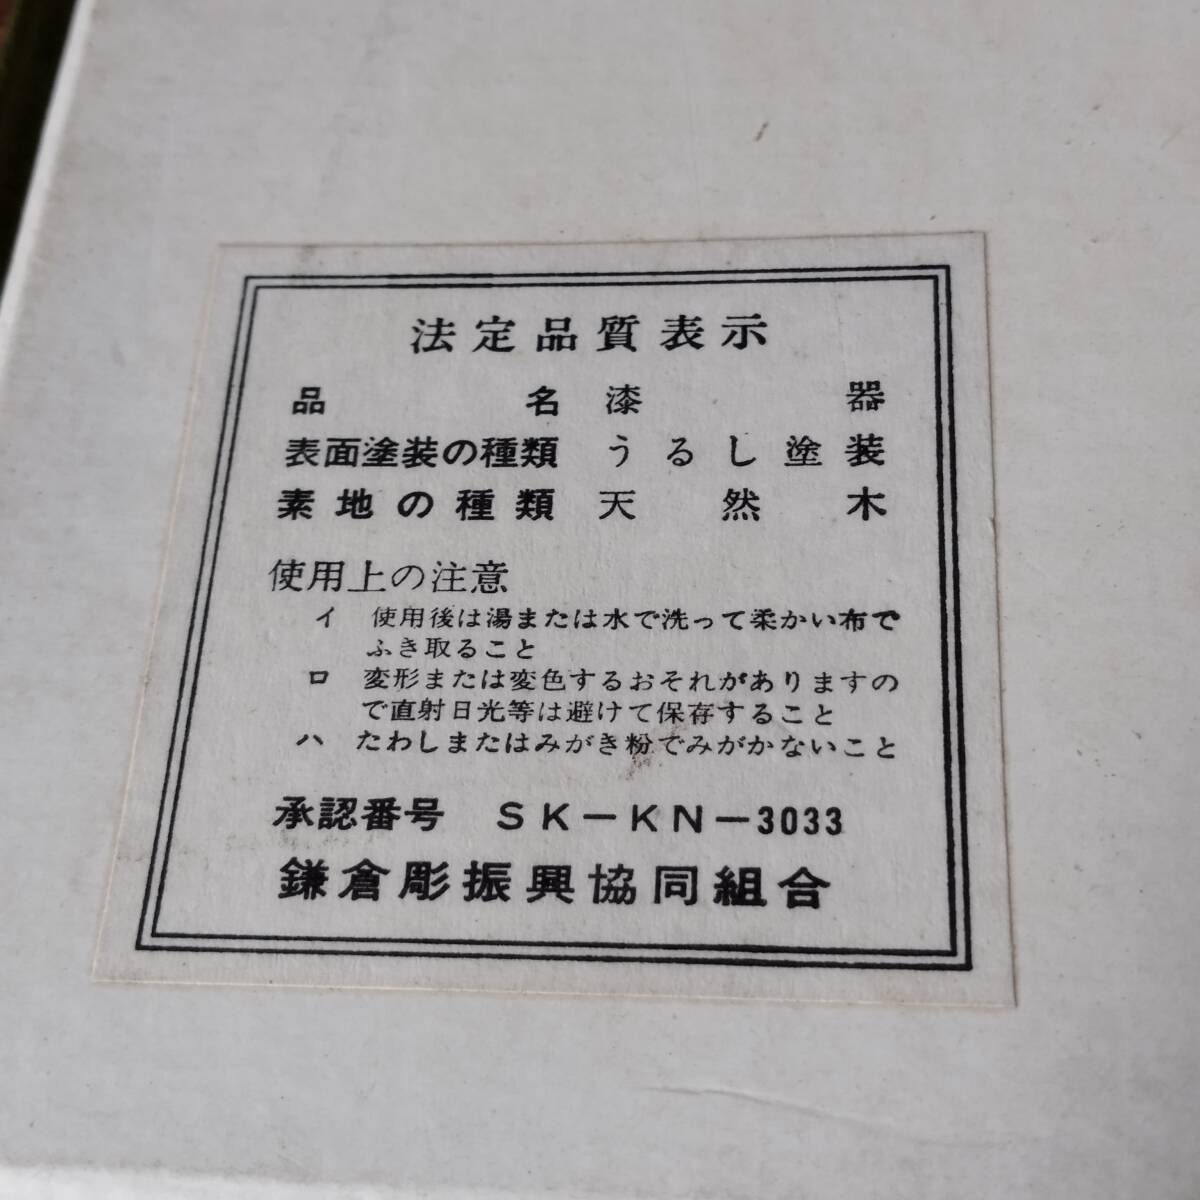 法定品質表示
品名 漆器
表面塗装の種類 うるし塗装
素地の種類 天然木
使用上の注意
イ 使用後は湯または水で洗って柔かい布で
ふき取ること
ロ 変形または変色するおそれがありますの
で直射日光等は避けて保存すること
ハ たわしまたはみがき粉でみがかないこと
承認番号 SK-KN-3033
鎌倉彫振興協同組合